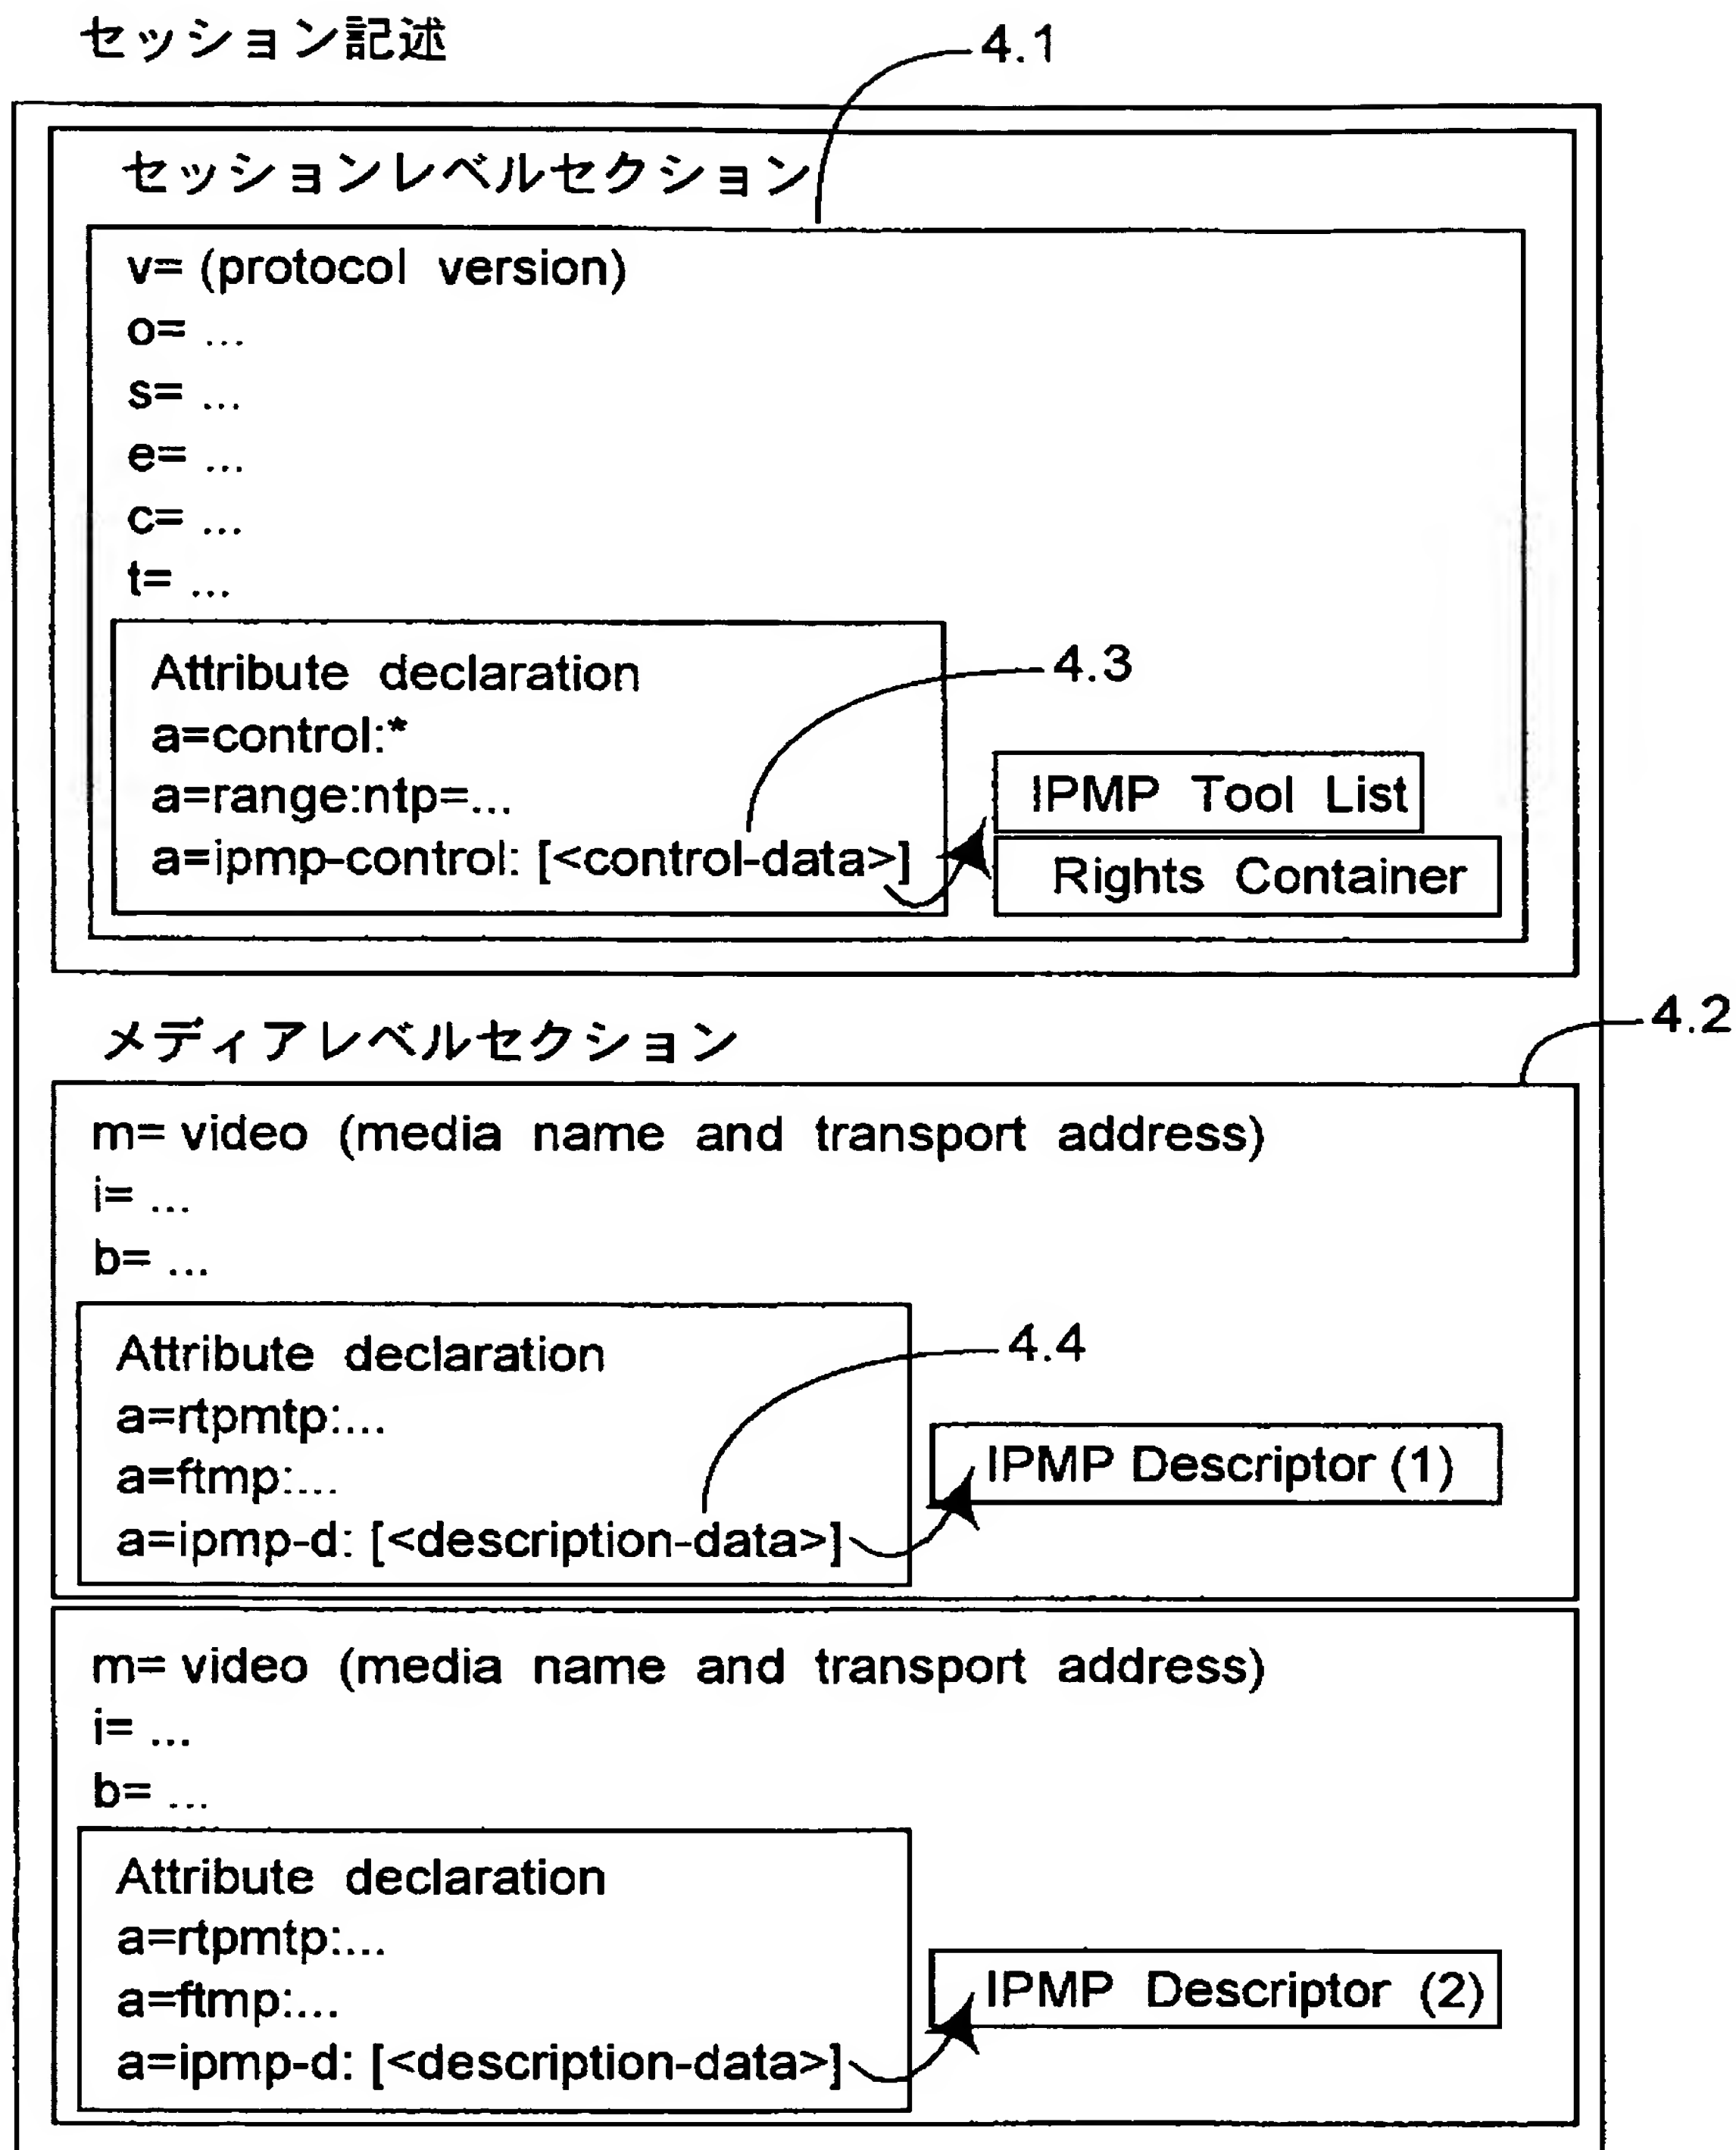 セッション記述
4.1
セッションレベルセクション
v= (protocol version)
o= ...
s= ...
e= ...
c= ...
t= ...
Attribute declaration
4.3
a=control:*
a=range:ntp=...
IPMP Tool List
a=ipmp-control: [<control-data>]
Rights Container
4.2
メディアレベルセクション
m= video (media name and transport address)
i= ...
b= ...
Attribute declaration
4.4
a=rtpmtp:...
a=ftmp:...
IPMP Descriptor (1)
a=ipmp-d: [<description-data>]
m= video (media name and transport address)
i= ...
b= ...
Attribute declaration
a=rtpmtp:...
a=ftmp:...
IPMP Descriptor (2)
a=ipmp-d: [<description-data>]